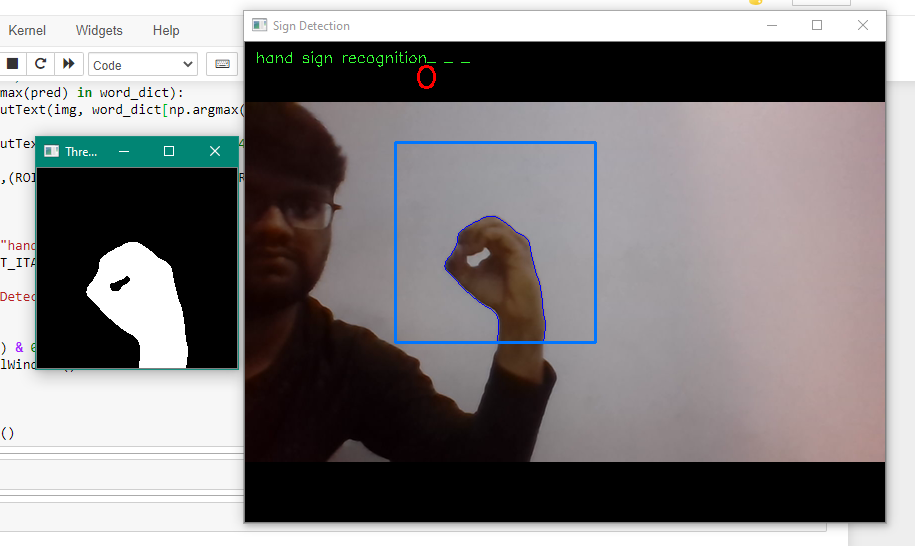 Kernel Widgets Help
Code
max(pred) in word_dict):
utText(img, word_dict[np.argmax(
utTex
4
,(ROI
R
"hand
T_ITA
Detec
) & 0
lWind
()
Thre...
Sign Detection
hand sign recognition_ _ _
O